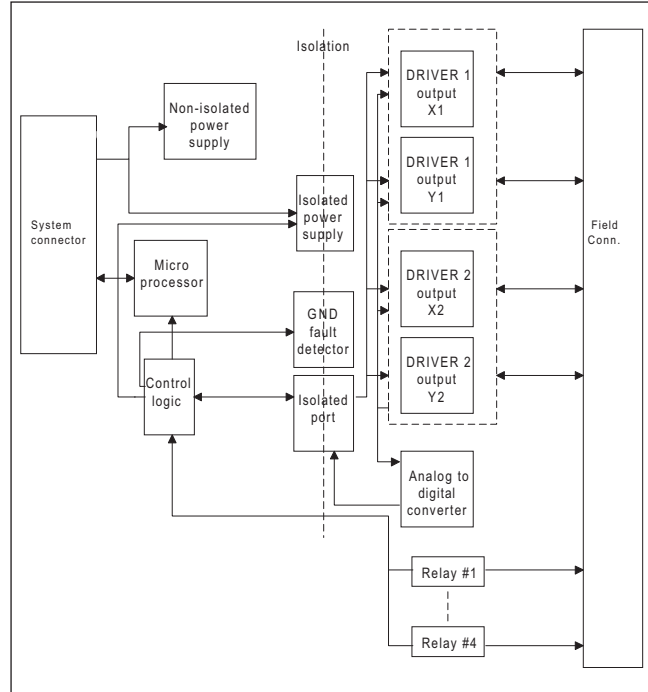 Isolation
Non-isolated
power
supply
DRIVER 1
output
X1
DRIVER 1
output
Y1
System
connector
Isolated
power
supply
Field
Conn.
Micro
processor
DRIVER 2
output
X2
GND
fault
detector
DRIVER 2
output
Y2
Control
logic
Isolated
port
Analog to
digital
converter
Relay #1
Relay #4